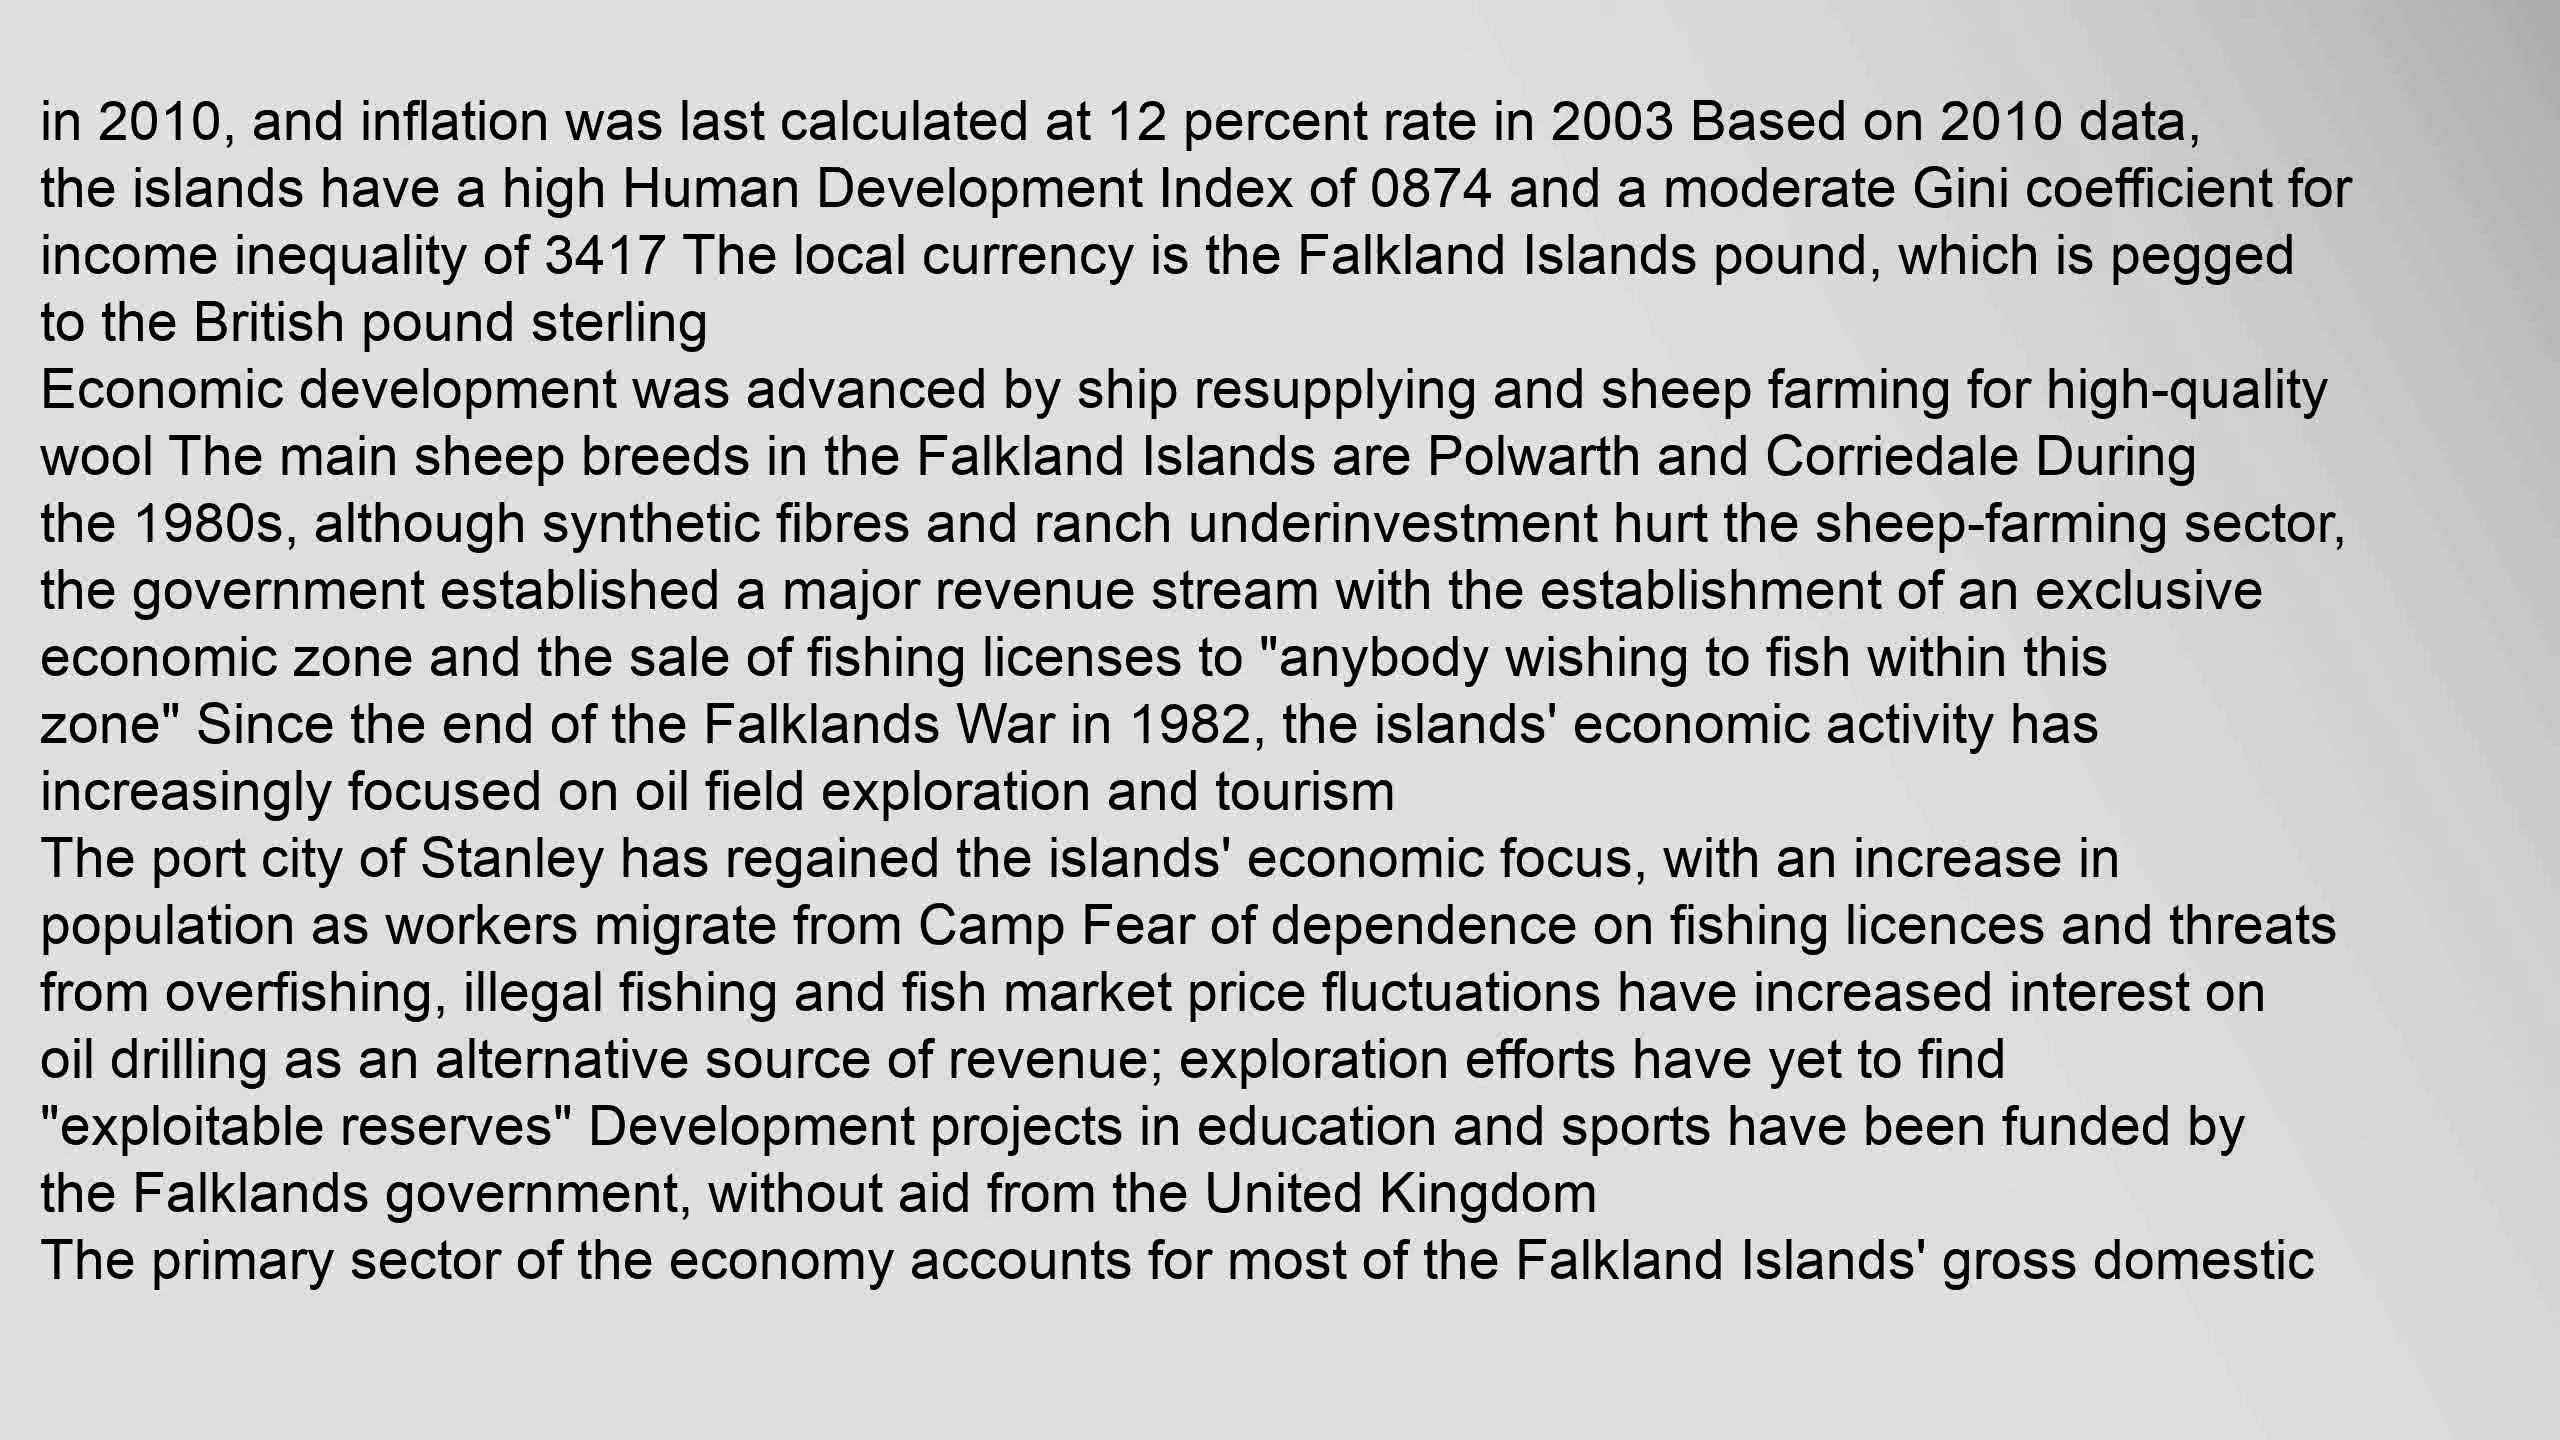 in 2010, and inflation was last calculated at 12 percent rate in 2003 Based on 2010 data,
the islands have a high Human Development Index of 0874 and a moderate Gini coefficient for
income inequality of 3417 The local currency is the Falkland Islands pound, which is pegged
to the British pound sterling
Economic development was advanced by ship resupplying and sheep farming for high-quality
wool The main sheep breeds in the Falkland Islands are Polwarth and Corriedale During
the 1980s, although synthetic fibres and ranch underinvestment hurt the sheep-farming sector,
the government established a major revenue stream with the establishment of an exclusive
economic zone and the sale of fishing licenses to "anybody wishing to fish within this
zone" Since the end of the Falklands War in 1982, the islands' economic activity has
increasingly focused on oil field exploration and tourism
The port city of Stanley has regained the islands' economic focus, with an increase in
population as workers migrate from Camp Fear of dependence on fishing licences and threats
from overfishing, illegal fishing and fish market price fluctuations have increased interest on
oil drilling as an alternative source of revenue; exploration efforts have yet to find
"exploitable reserves" Development projects in education and sports have been funded by
the Falklands government, without aid from the United Kingdom
The primary sector of the economy accounts for most of the Falkland Islands' gross domestic